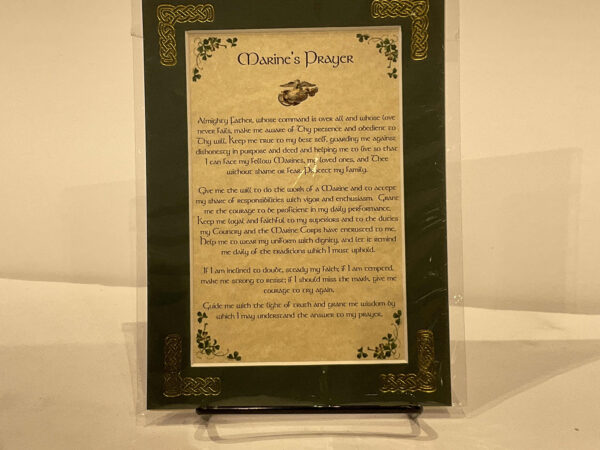 Marine's Prayer
Almighty Father, whose command is over all and whose love
never fails, make me aware of Thy presence and obedient to
Thy will. Keep me true to my best self, guarding me against
dishonesty in purpose and deed and helping me to live so that
I can face my fellow Marines, my loved ones, and Thee
without shame or fear. Protect my family.
Give me the will to do the work of a Marine and to accept
my share of responsibilities with vigor and enthusiasm. Grant
me the courage to be proficient in my daily performance.
Keep me loyal and faithful to my superiors and to the duties
my Country and the Marine Corps have entrusted to me.
Help me to wear my uniform with dignity, and let it remind
me daily of the traditions which I must uphold.
If I am inclined to doubt, steady my faith; if I am tempted,
make me strong to resist; if I should miss the mark, give me
courage to try again.
Guide me with the light of truth and grant me wisdom by
which I may understand the answer to my prayer.